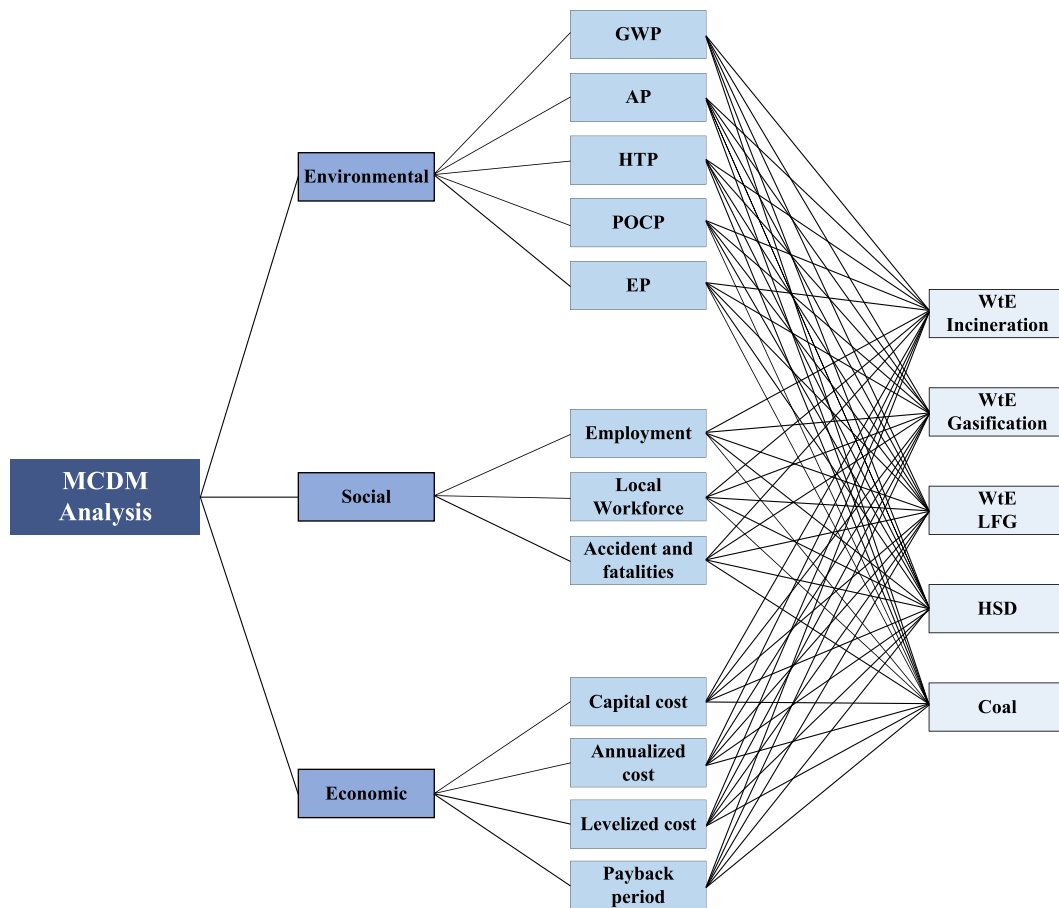 MCDM
Analysis
Environmental
Social
Economic
GWP
AP
HTP
POCP
EP
Employment
Local
Workforce
Accident and
fatalities
Capital cost
Annualized
cost
Levelized cost
Payback
period
WtE
Incineration
WtE
Gasification
WtE
LFG
HSD
Coal